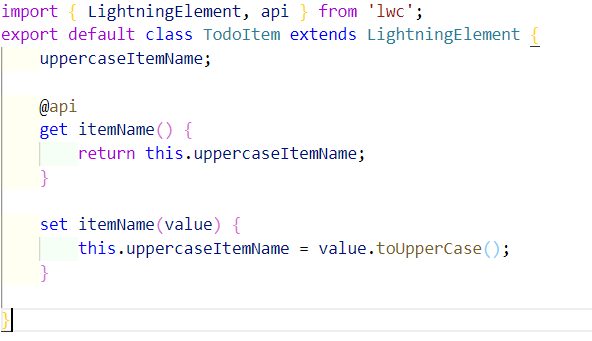 import { LightningElement, api } from 'lwc';
export default class TodoItem extends LightningElement {
    uppercaseItemName;

    @api
    get itemName() {
        return this.uppercaseItemName;
    }

    set itemName(value) {
        this.uppercaseItemName = value.toUpperCase();
    }

}